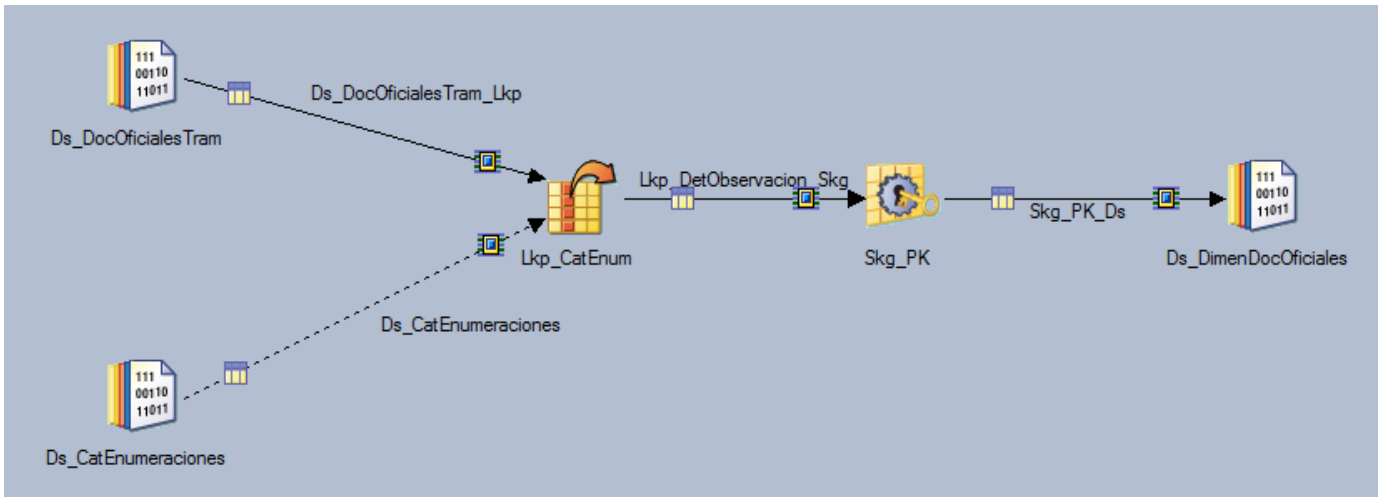 111
00110
11011
Ds_DocOficialesTram
Ds_DocOficialesTram_Lkp
Lkp_CatEnum
Lkp_DetObservacion_Skg
Skg_PK
Skg_PK_Ds
111
00110
11011
Ds_DimenDocOficiales
Ds_CatEnumeraciones
111
00110
11011
Ds_CatEnumeraciones